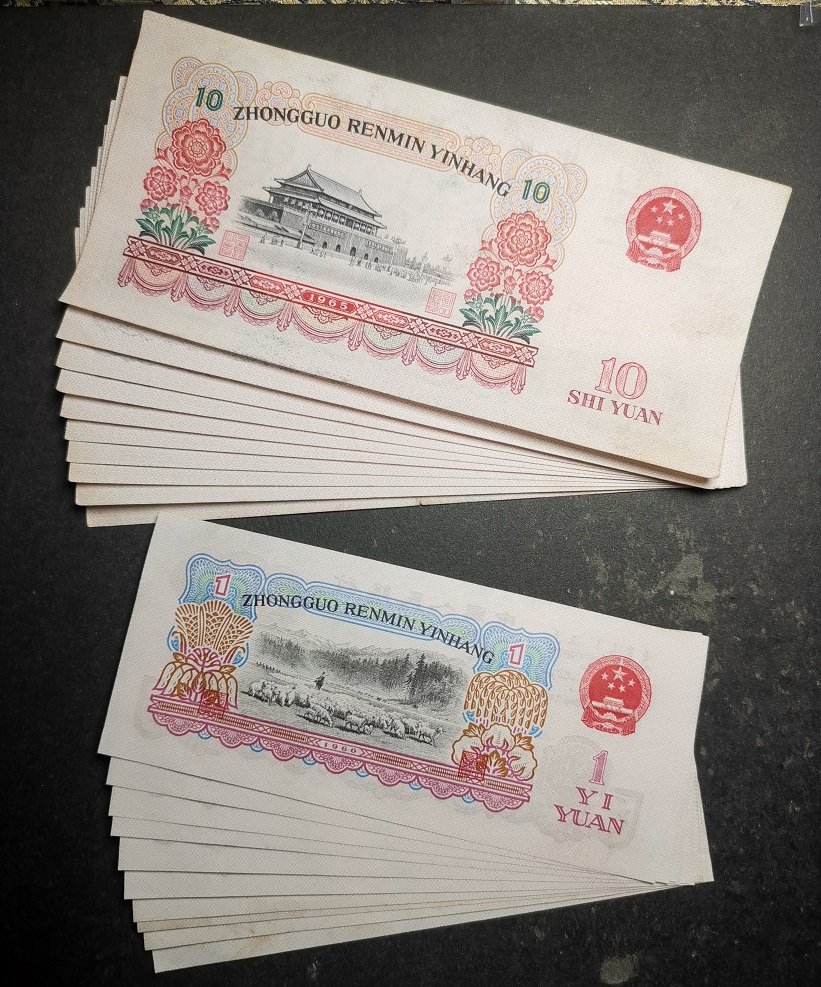 10 ZHONGGUO RENMIN YINHANG 10
1965
10
SHI YUAN
1 ZHONGGUO RENMIN YINHANG 1
1960
1
YI
YUAN